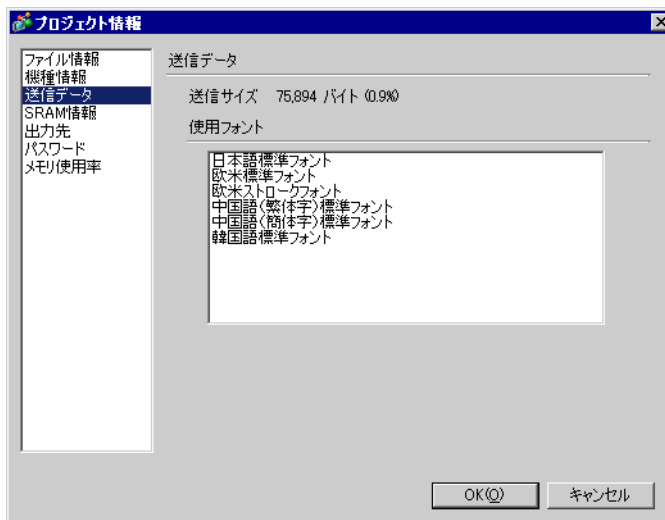 プロジェクト情報
ファイル情報
機種情報
送信データ
SRAM情報
出力先
パスワード
メモリ使用率
送信データ
送信サイズ 75,894 バイト (0.9%)
使用フォント
日本語標準フォント
欧米標準フォント
欧米ストロークフォント
中国語(繁体字)標準フォント
中国語(簡体字)標準フォント
韓国語標準フォント
OK(O) キャンセル